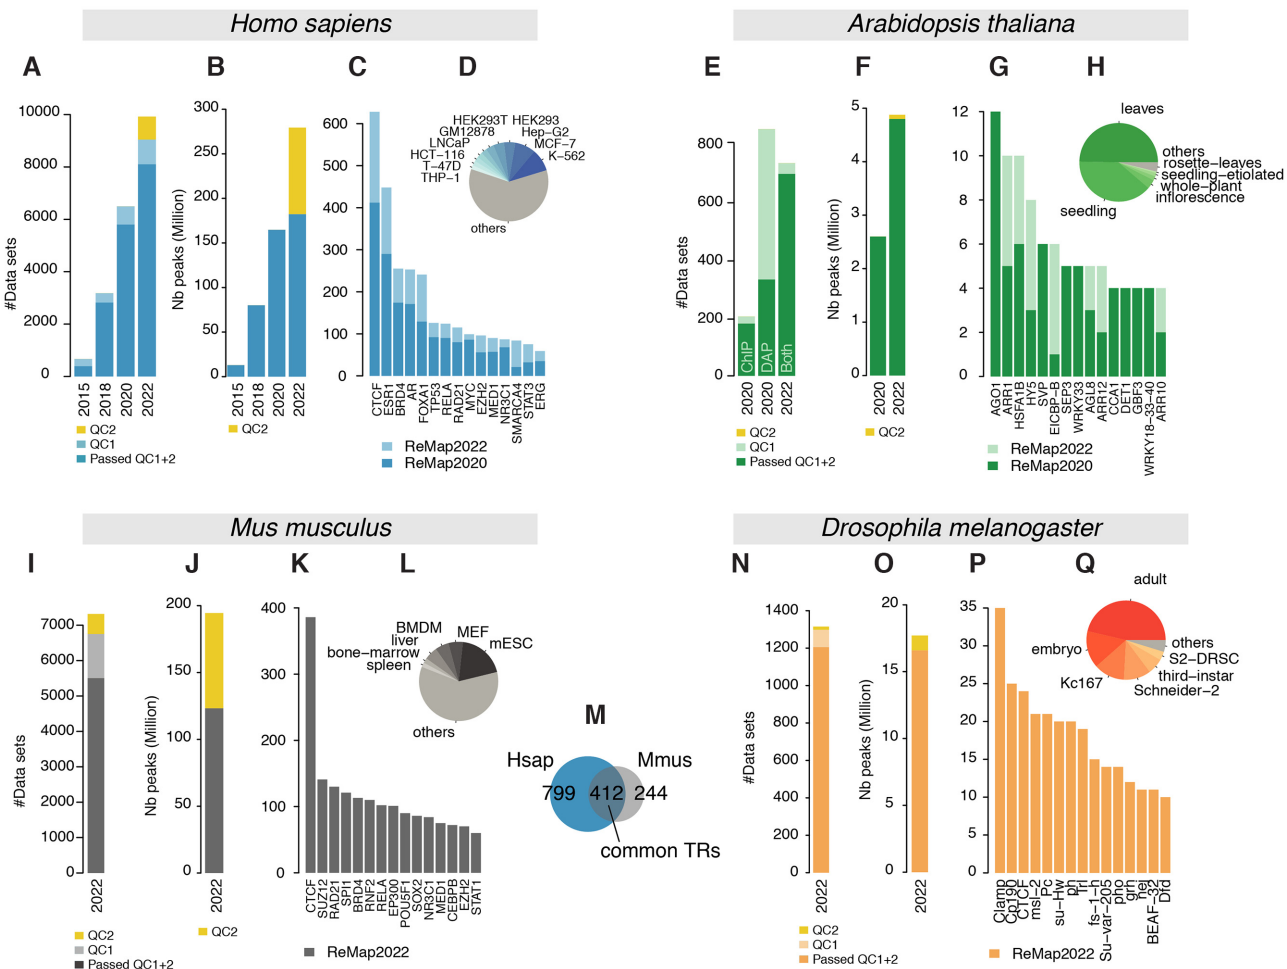 Homo sapiens
Arabidopsis thaliana
A
B
C
D
E
F
G
H
#Data sets
10000
8000
6000
4000
2000
0
2015
2018
2020
2022
QC2
QC1
Passed QC1+2
Nb peaks (Million)
300
250
200
150
100
50
0
2015
2018
2020
2022
QC2
600
500
400
300
200
100
0
CTCF
ESR1
BRD4
AR
FOXA1
TP53
RELA
RAD21
MYC
EZH2
MED1
NR3C1
SMARCA4
STAT3
ERG
ReMap2022
ReMap2020
HEK293T
HEK293
GM12878
Hep-G2
LNCaP
MCF-7
HCT-116
K-562
T-47D
THP-1
others
#Data sets
800
600
400
200
0
ChIP
DAP
Both
2020
2020
2022
QC2
QC1
Passed QC1+2
Nb peaks (Million)
5
4
3
2
1
0
2020
2022
QC2
12
10
8
6
4
2
0
AGO1
ARR1
HSFA1B
HY5
SVP
EICBP-B
SEP3
WRKY33
AGL8
ARR12
CCA1
DET1
GBF3
WRKY18-33-40
ARR10
ReMap2022
ReMap2020
leaves
others
rosette-leaves
seedling-etiolated
whole-plant
inflorescence
seedling
Mus musculus
Drosophila melanogaster
I
J
K
L
N
O
P
Q
#Data sets
7000
6000
5000
4000
3000
2000
1000
0
2022
QC2
QC1
Passed QC1+2
Nb peaks (Million)
200
150
100
50
0
2022
QC2
400
300
200
100
0
CTCF
SUZ12
RAD21
SPI1
BRD4
RNF2
RELA
EP300
POU5F1
SOX2
NR3C1
MED1
CEBPB
EZH2
STAT1
ReMap2022
BMDM
MEF
liver
mESC
bone-marrow
spleen
others
M
Hsap
Mmus
799
412
244
common TRs
#Data sets
1400
1200
1000
800
600
400
200
0
2022
QC2
QC1
Passed QC1+2
Nb peaks (Million)
20
15
10
5
0
2022
35
30
25
20
15
10
5
0
Clamp
Cp190
CTCF
msl-2
Pc
su-Hw
ph
Trl
fs-1-h
Su-var-205
pho
grh
nej
BEAF-32
Dfd
ReMap2022
adult
embryo
others
S2-DRSC
Kc167
third-instar
Schneider-2